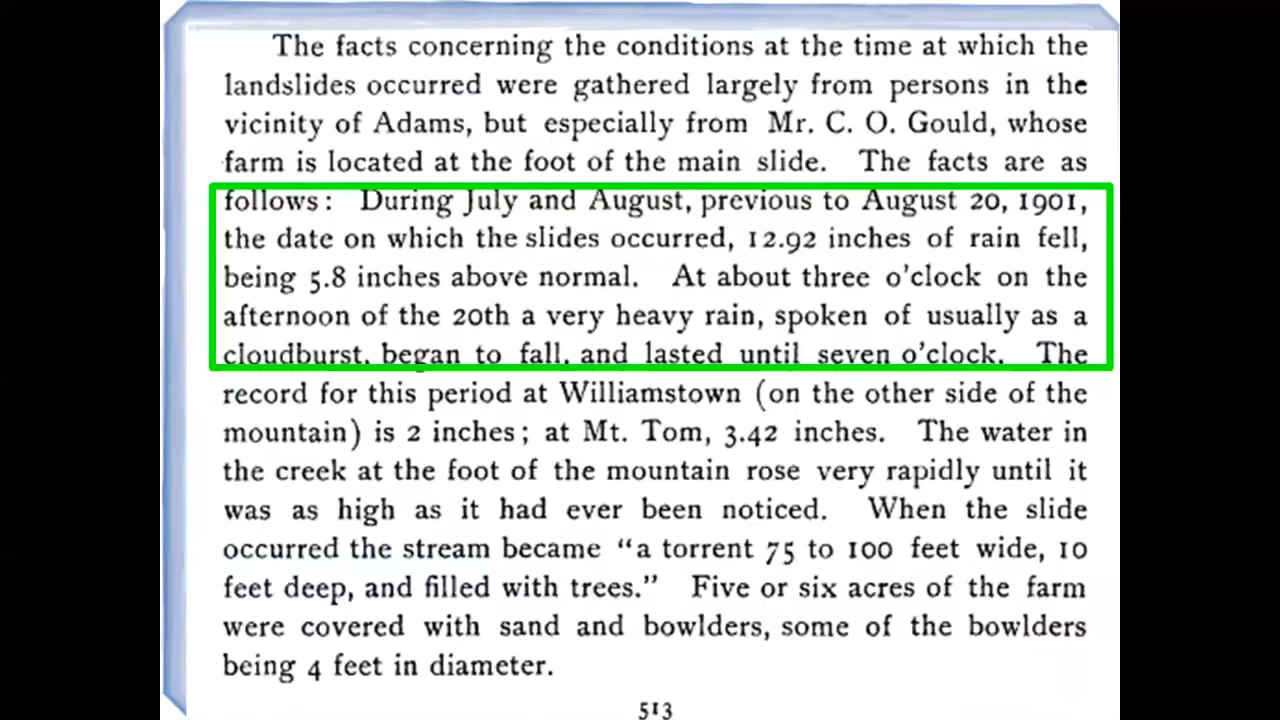 The facts concerning the conditions at the time at which the
landslides occurred were gathered largely from persons in the
vicinity of Adams, but especially from Mr. C. O. Gould, whose
farm is located at the foot of the main slide. The facts are as
follows: During July and August, previous to August 20, 1901,
the date on which the slides occurred, 12.92 inches of rain fell,
being 5.8 inches above normal. At about three o'clock on the
afternoon of the 20th a very heavy rain, spoken of usually as a
cloudburst, began to fall, and lasted until seven o'clock. The
record for this period at Williamstown (on the other side of the
mountain) is 2 inches; at Mt. Tom, 3.42 inches. The water in
the creek at the foot of the mountain rose very rapidly until it
was as high as it had ever been noticed. When the slide
occurred the stream became "a torrent 75 to 100 feet wide, 10
feet deep, and filled with trees." Five or six acres of the farm
were covered with sand and bowlders, some of the bowlders
being 4 feet in diameter.
513